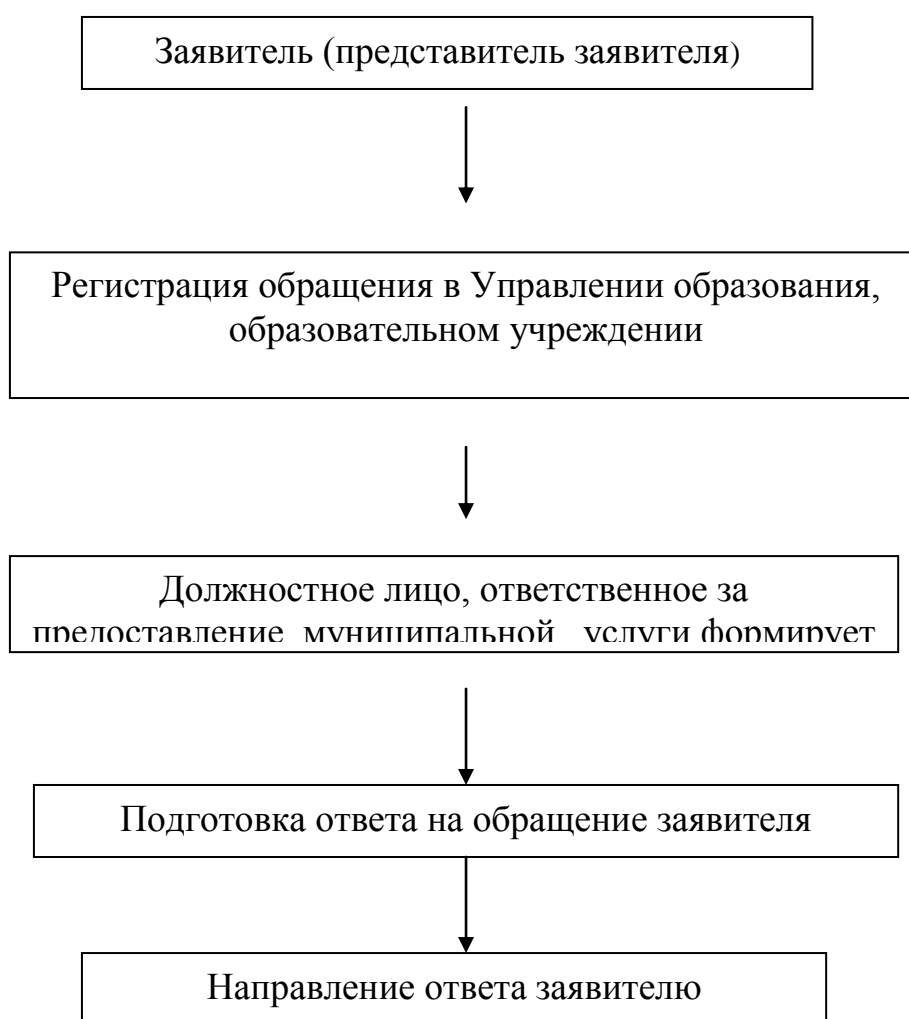 Заявитель (представитель заявителя)
Регистрация обращения в Управлении образования,
образовательном учреждении
Должностное лицо, ответственное за
предоставление муниципальной услуги формирует
Подготовка ответа на обращение заявителя
Направление ответа заявителю